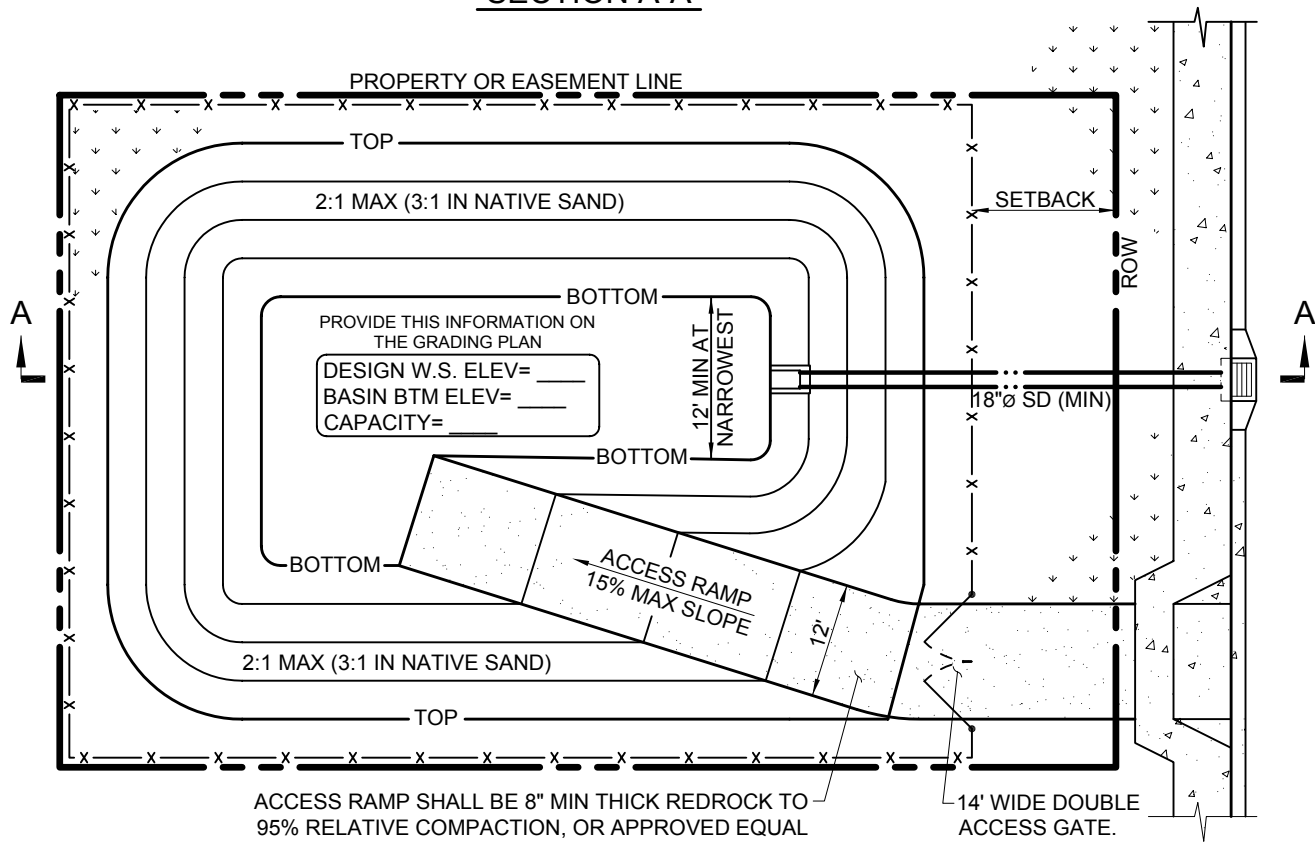 SECTION A-A
PROPERTY OR EASEMENT LINE
TOP
2:1 MAX (3:1 IN NATIVE SAND)
SETBACK
ROW
BOTTOM
A
A
PROVIDE THIS INFORMATION ON
THE GRADING PLAN
DESIGN W.S. ELEV= ____
BASIN BTM ELEV= ____
CAPACITY= ____
12' MIN AT
NARROWEST
18"Ø SD (MIN)
BOTTOM
BOTTOM
ACCESS RAMP
15% MAX SLOPE
12'
2:1 MAX (3:1 IN NATIVE SAND)
TOP
ACCESS RAMP SHALL BE 8" MIN THICK REDROCK TO
95% RELATIVE COMPACTION, OR APPROVED EQUAL
14' WIDE DOUBLE
ACCESS GATE.